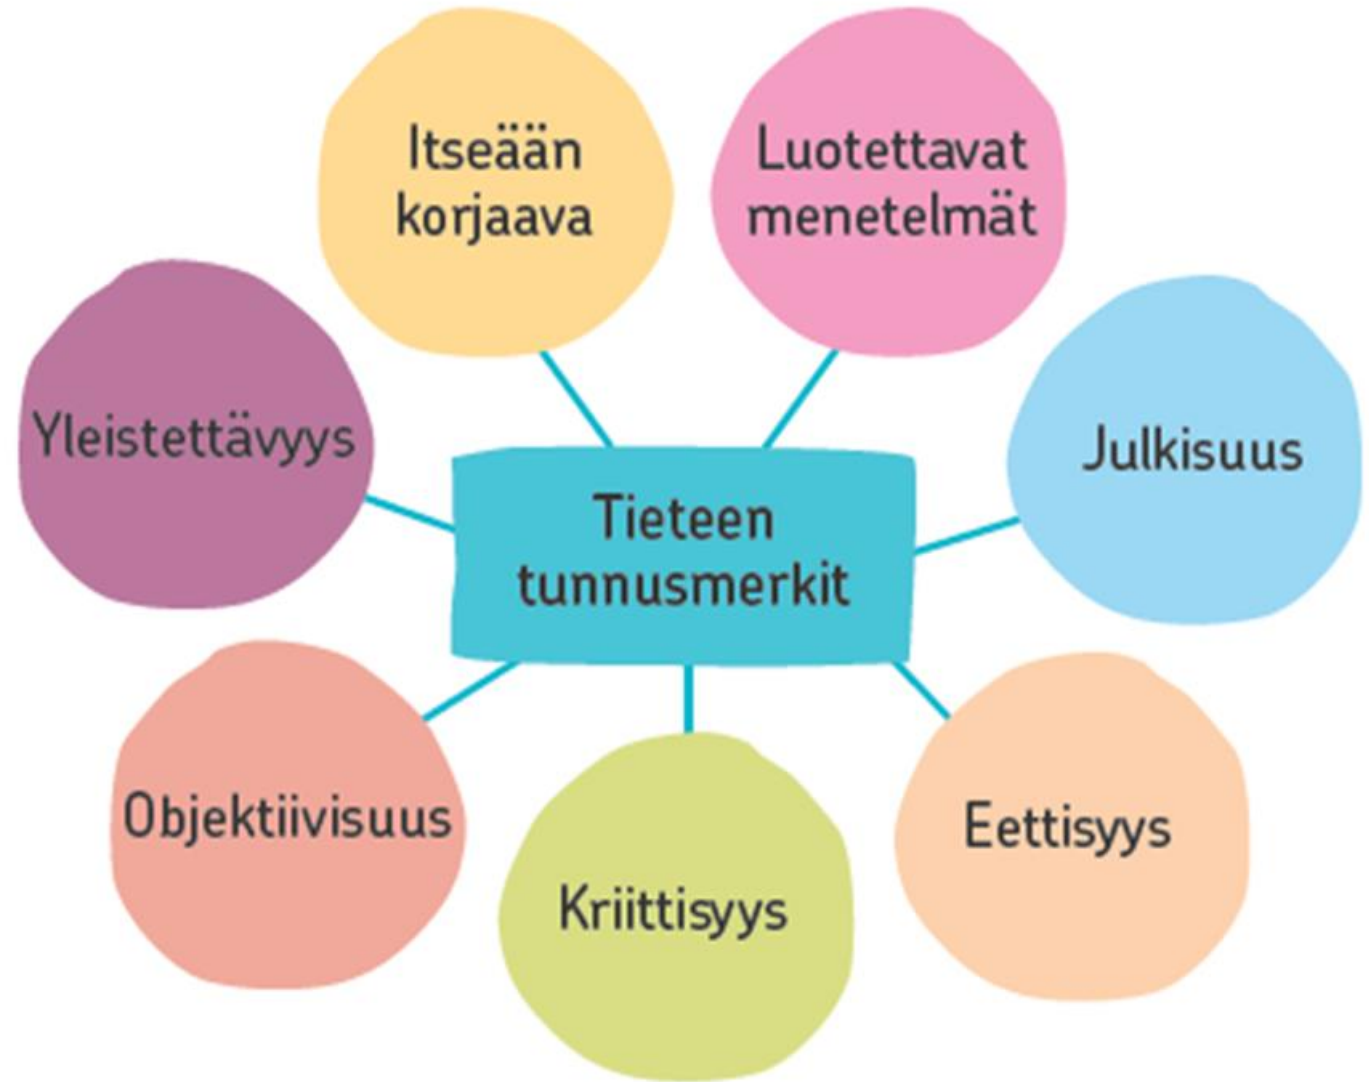 Itseään
korjaava
Luotettavat
menetelmät
Yleistettävyys
Julkisuus
Tieteen
tunnusmerkit
Objektiivisuus
Kriittisyys
Eettisyys